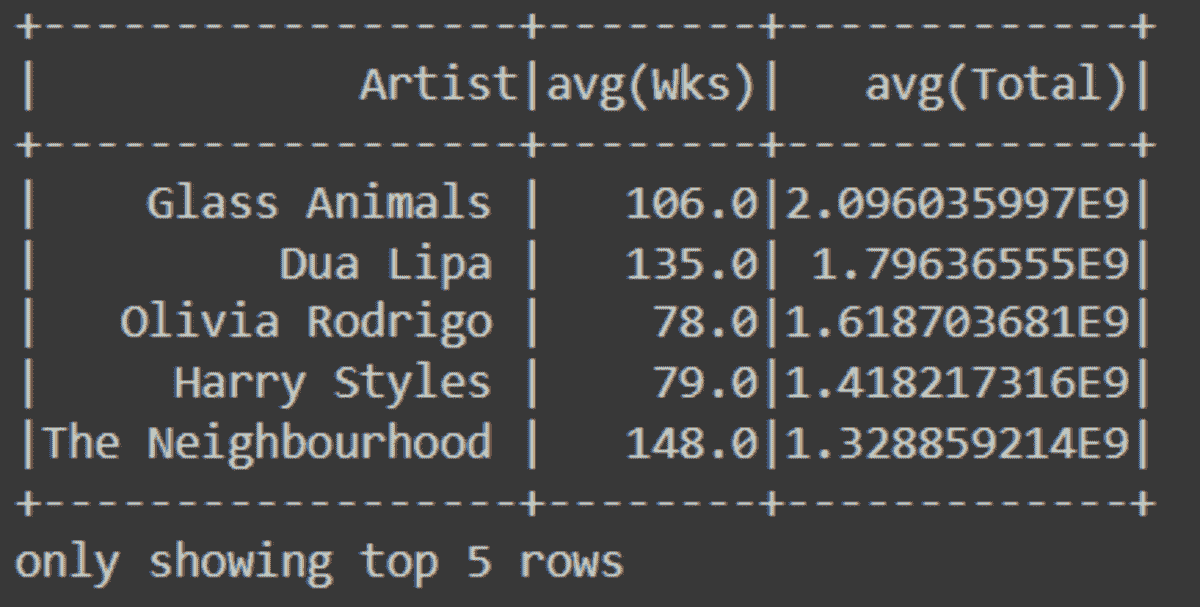 +-------------------+--------+-------------+
|             Artist|avg(Wks)|   avg(Total)|
+-------------------+--------+-------------+
|    Glass Animals |   106.0|2.096035997E9|
|         Dua Lipa |   135.0| 1.79636555E9|
|   Olivia Rodrigo |    78.0|1.618703681E9|
|     Harry Styles |    79.0|1.418217316E9|
|The Neighbourhood |   148.0|1.328859214E9|
+-------------------+--------+-------------+
only showing top 5 rows